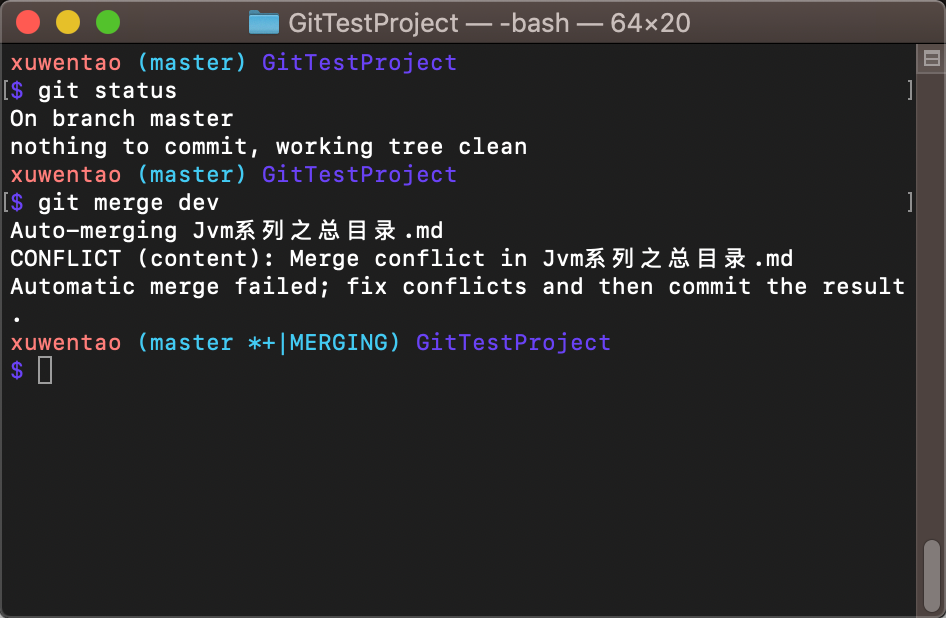 GitTestProject — -bash — 64×20
xuwentao (master) GitTestProject
[$ git status ]
On branch master
nothing to commit, working tree clean
xuwentao (master) GitTestProject
[$ git merge dev ]
Auto-merging Jvm系列之总目录.md
CONFLICT (content): Merge conflict in Jvm系列之总目录.md
Automatic merge failed; fix conflicts and then commit the result
.
xuwentao (master *+|MERGING) GitTestProject
$